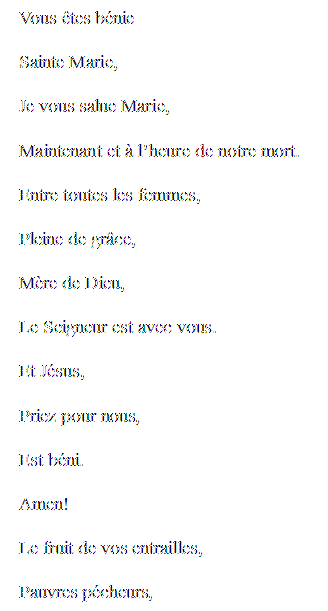 Vous êtes bénie
Sainte Marie,
Je vous salue Marie,
Maintenant et à l'heure de notre mort.
Entre toutes les femmes,
Pleine de grâce,
Mère de Dieu,
Le Seigneur est avec vous.
Et Jésus,
Priez pour nous,
Est béni.
Amen!
Le fruit de vos entrailles,
Pauvres pécheurs,